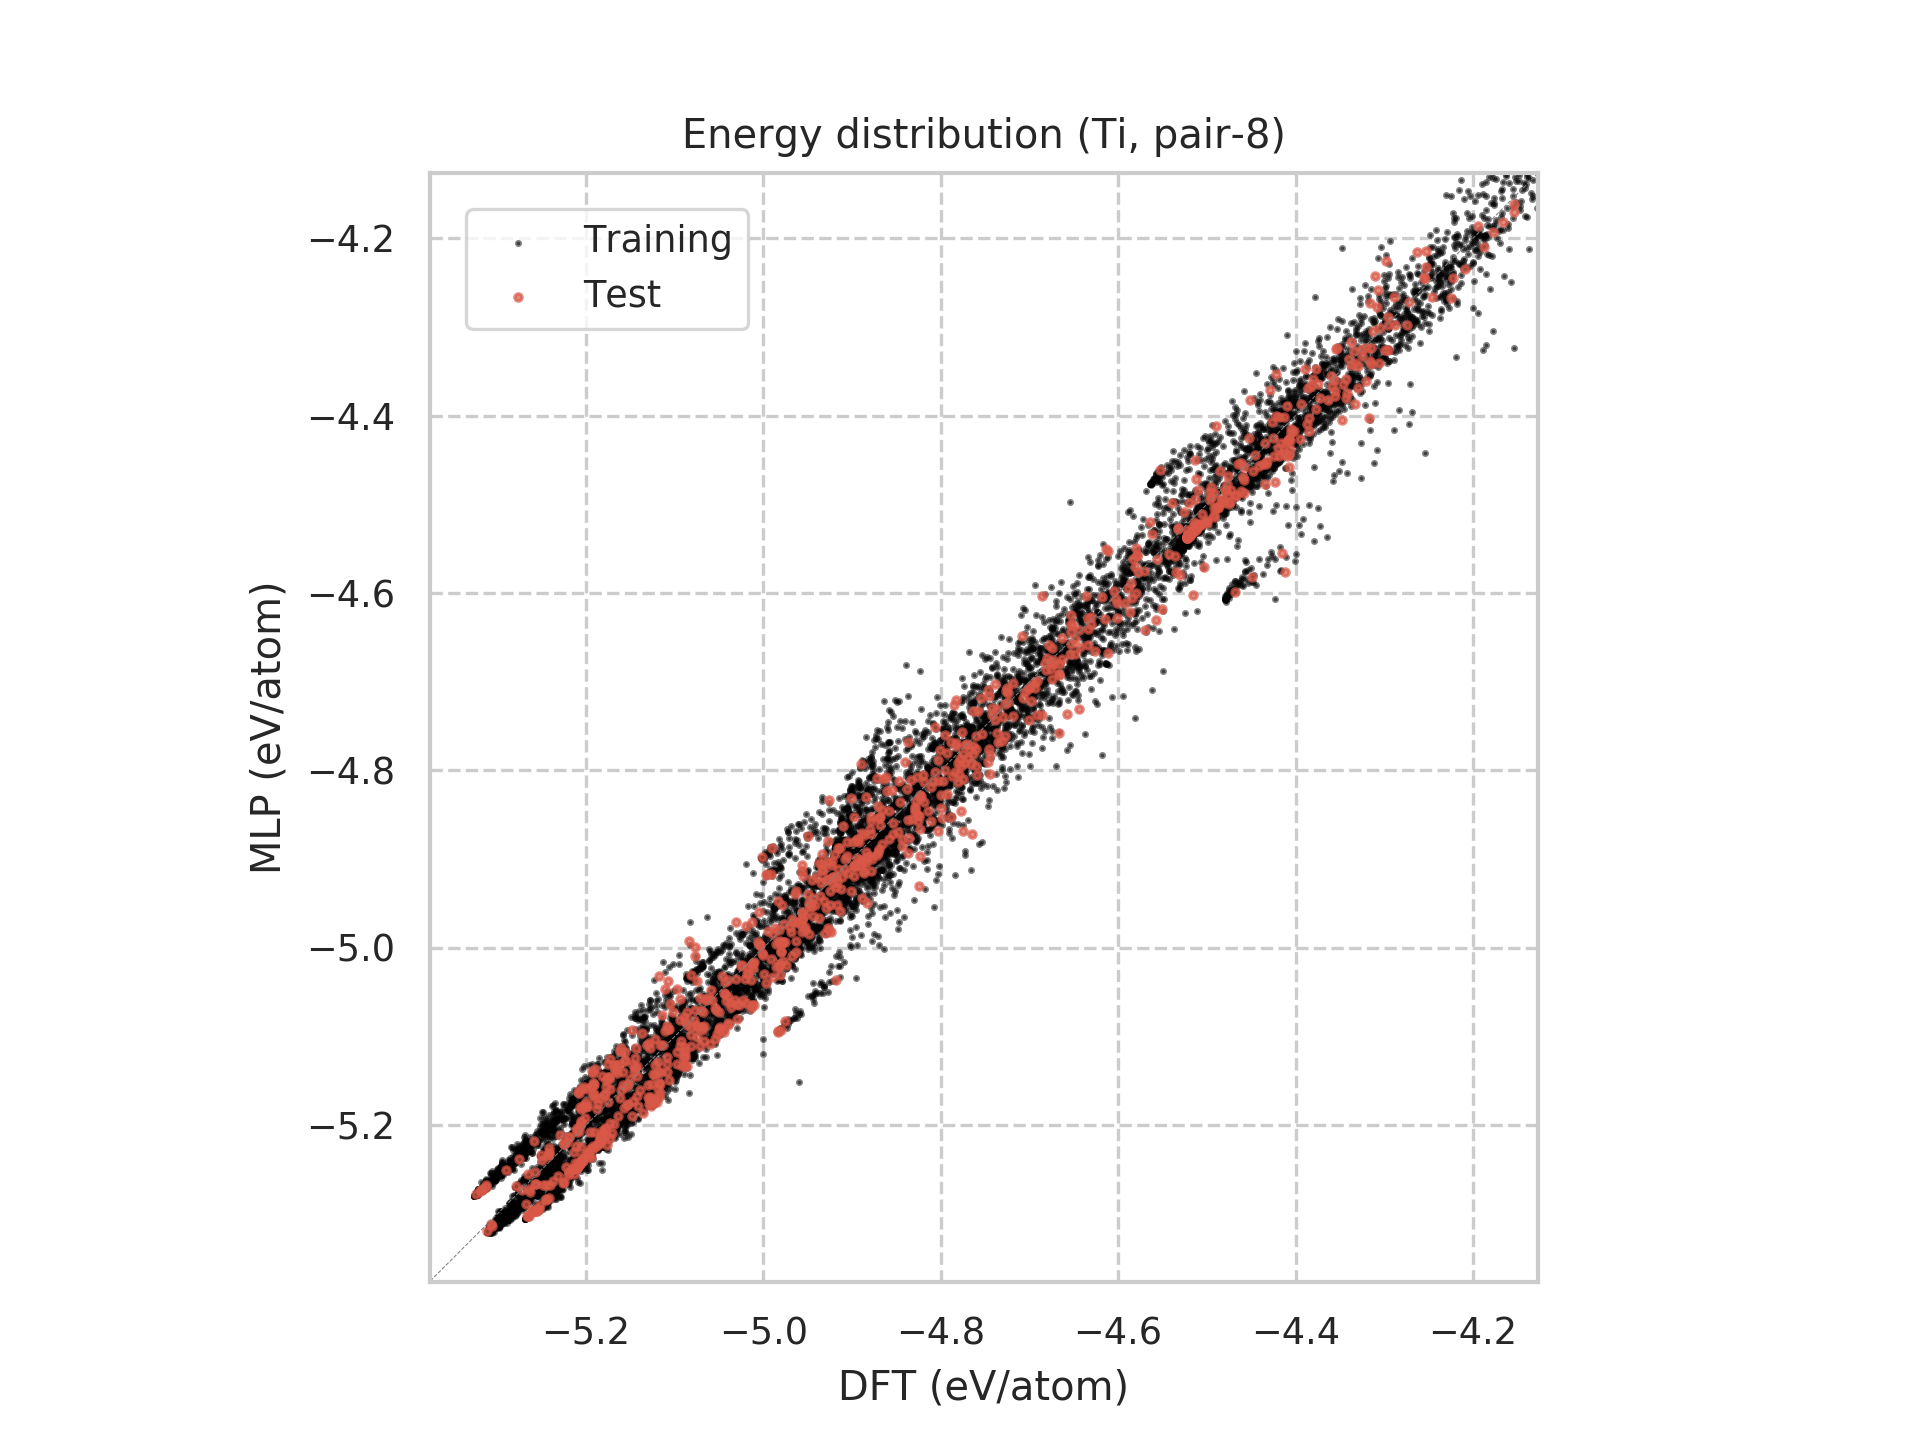 Energy distribution (Ti, pair-8)
Training
Test
MLP (eV/atom)
−4.2
−4.4
−4.6
−4.8
−5.0
−5.2
−5.2 −5.0 −4.8 −4.6 −4.4 −4.2
DFT (eV/atom)